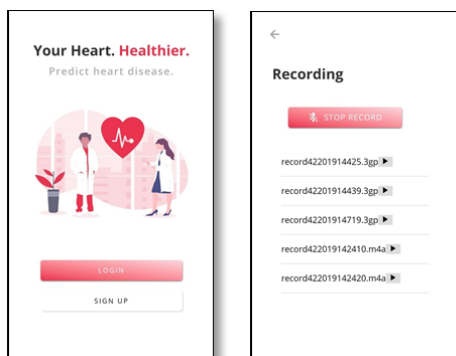 Your Heart. Healthier.
Predict heart disease.
LOGIN
SIGN UP
Recording
STOP RECORD
record42201914425.3gp
record42201914439.3gp
record42201914719.3gp
record422019142410.m4a
record422019142420.m4a